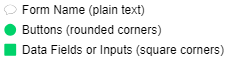 Form Name (plain text)
Buttons (rounded corners)
Data Fields or Inputs (square corners)